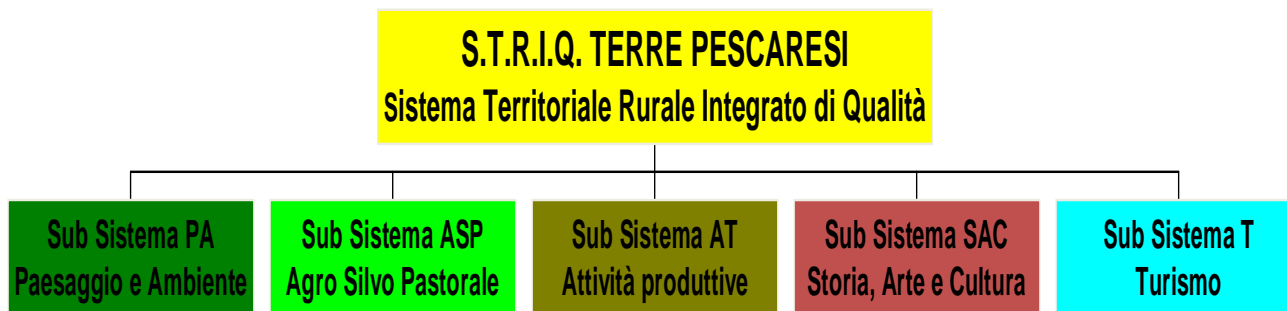 S.T.R.I.Q. TERRE PESCARESI
Sistema Territoriale Rurale Integrato di Qualità
Sub Sistema PA
Paesaggio e Ambiente
Sub Sistema ASP
Agro Silvo Pastorale
Sub Sistema AT
Attività produttive
Sub Sistema SAC
Storia, Arte e Cultura
Sub Sistema T
Turismo